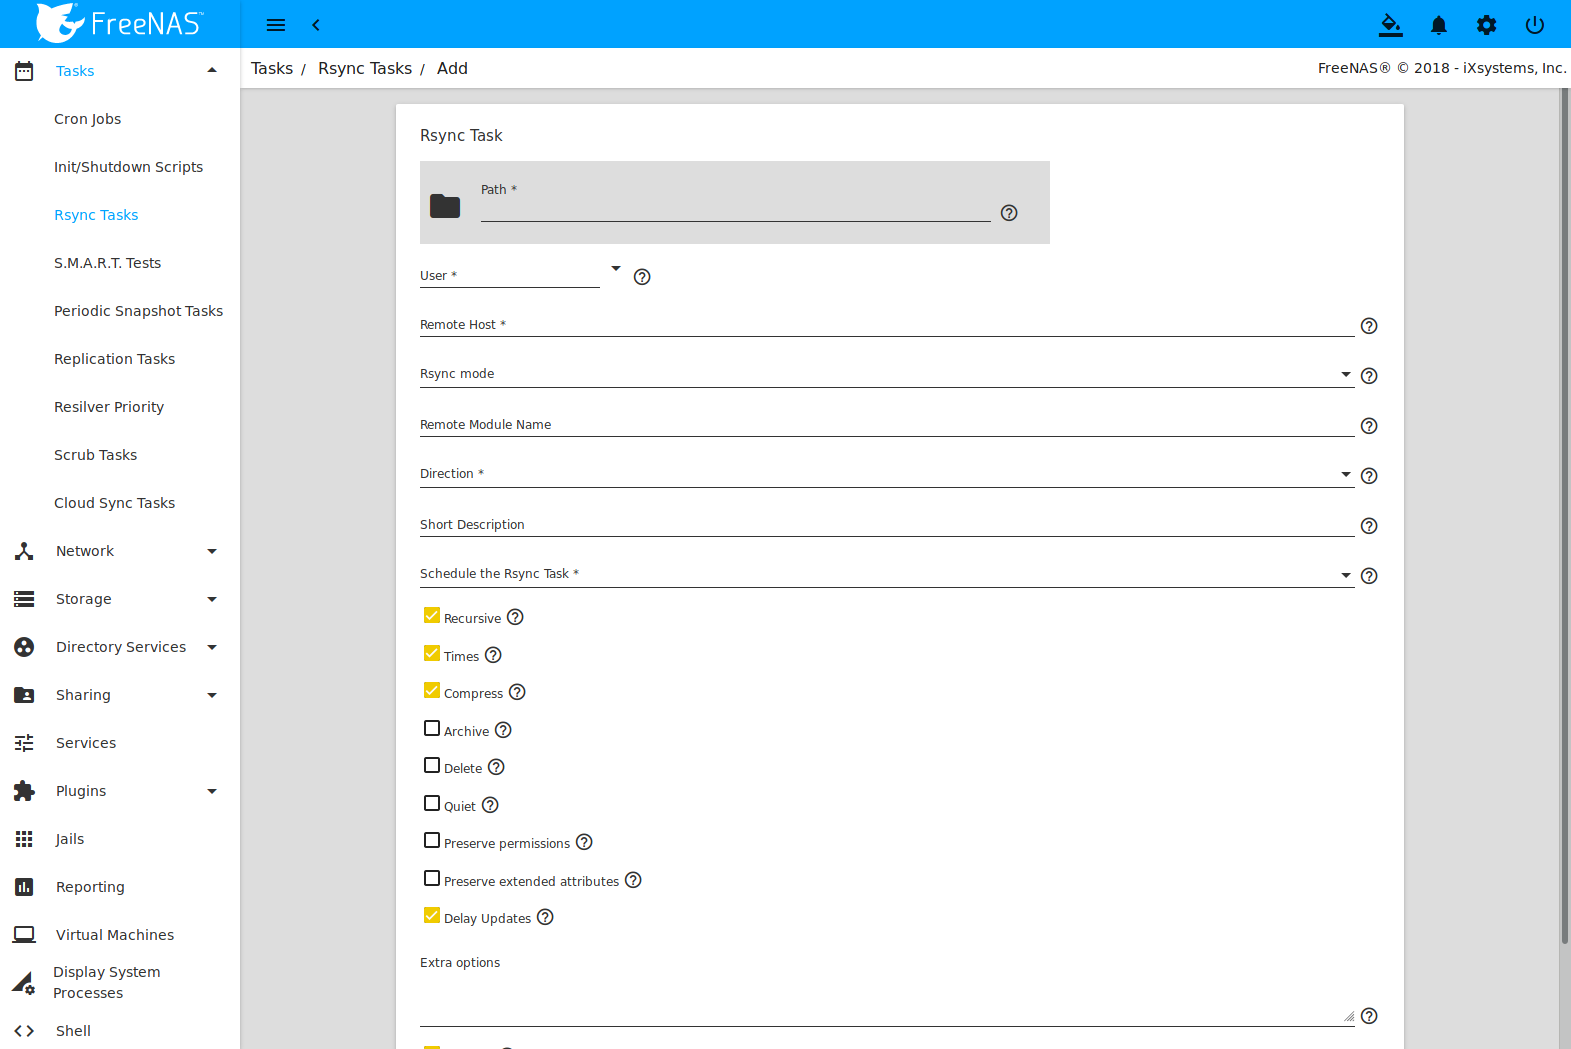 FreeNAS™
Tasks
Cron Jobs
Init/Shutdown Scripts
Rsync Tasks
S.M.A.R.T. Tests
Periodic Snapshot Tasks
Replication Tasks
Resilver Priority
Scrub Tasks
Cloud Sync Tasks
Network
Storage
Directory Services
Sharing
Services
Plugins
Jails
Reporting
Virtual Machines
Display System
Processes
Shell
Tasks / Rsync Tasks / Add
FreeNAS® © 2018 - iXsystems, Inc.
Rsync Task
Path *
User *
Remote Host *
Rsync mode
Remote Module Name
Direction *
Short Description
Schedule the Rsync Task *
Recursive
Times
Compress
Archive
Delete
Quiet
Preserve permissions
Preserve extended attributes
Delay Updates
Extra options